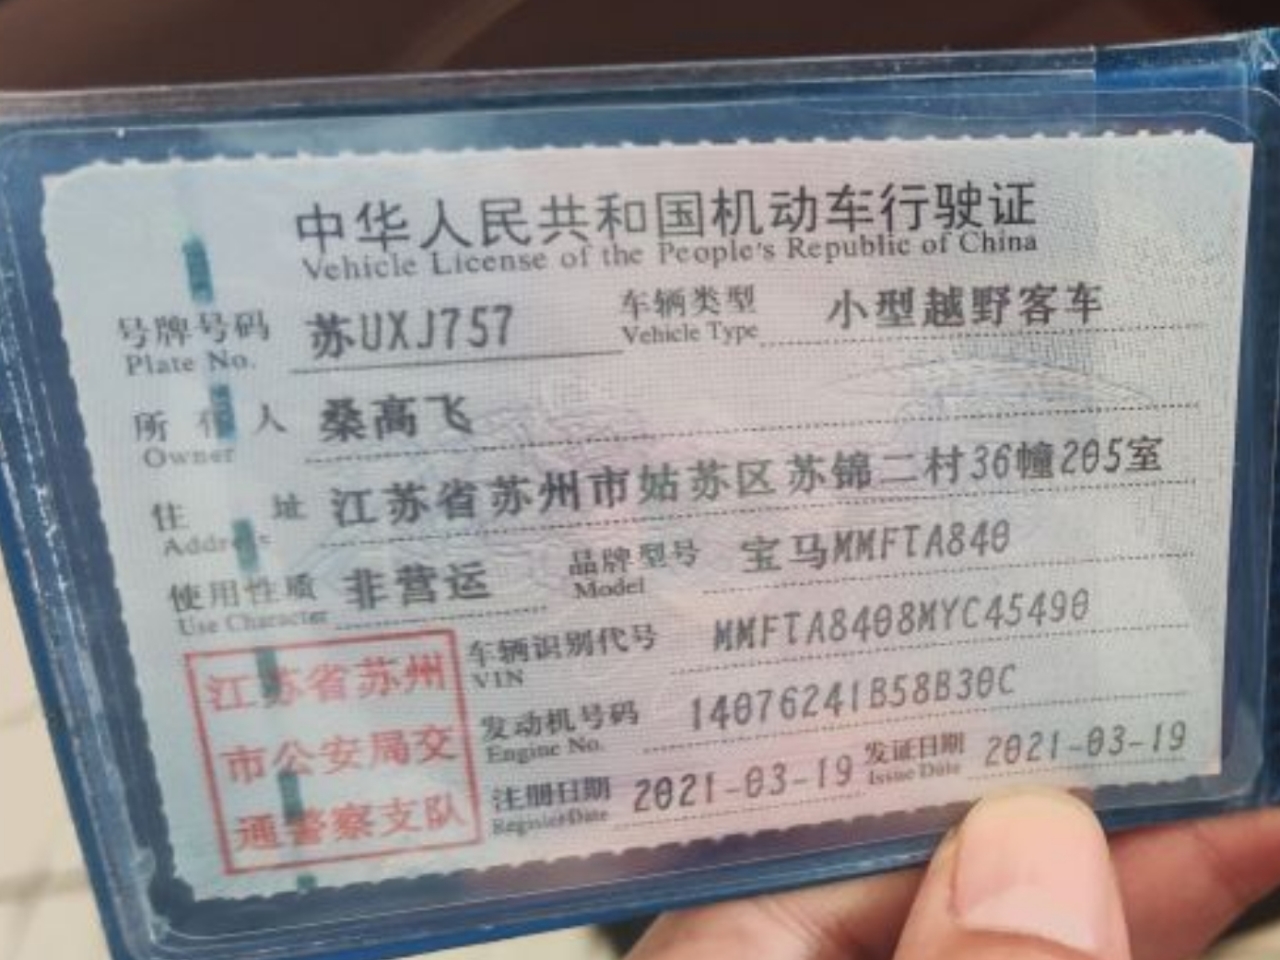 中华人民共和国机动车行驶证
Vehicle License of the People's Republic of China
号牌号码 苏UXJ757 车辆类型 小型越野客车
Plate No. Vehicle Type
所有人 桑高飞
Owner
住址 江苏省苏州市姑苏区苏锦二村36幢205室
Address
使用性质 非营运 品牌型号 宝马MMFTA840
Use Character Model
车辆识别代号 MMFTA8408MYC45490
VIN
发动机号码 14076241B58B30C
Engine No.
注册日期 2021-03-19 发证日期 2021-03-19
Register Date Issue Date
江苏省苏州
市公安局交
通警察支队